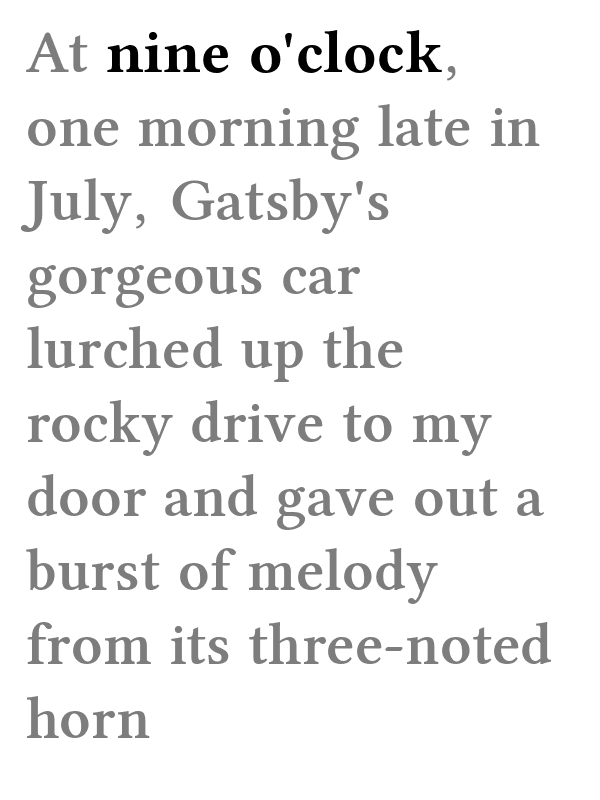 At nine o'clock,
one morning late in
July, Gatsby's
gorgeous car
lurched up the
rocky drive to my
door and gave out a
burst of melody
from its three-noted
horn